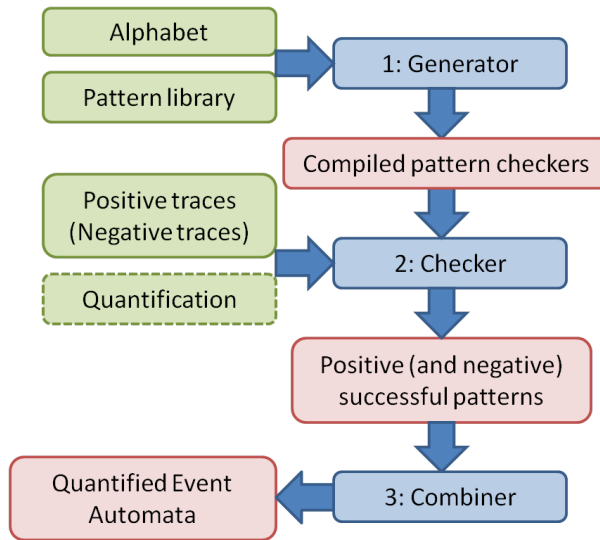 Alphabet
Pattern library
1: Generator
Compiled pattern checkers
Positive traces
(Negative traces)
Quantification
2: Checker
Positive (and negative)
successful patterns
3: Combiner
Quantified Event
Automata